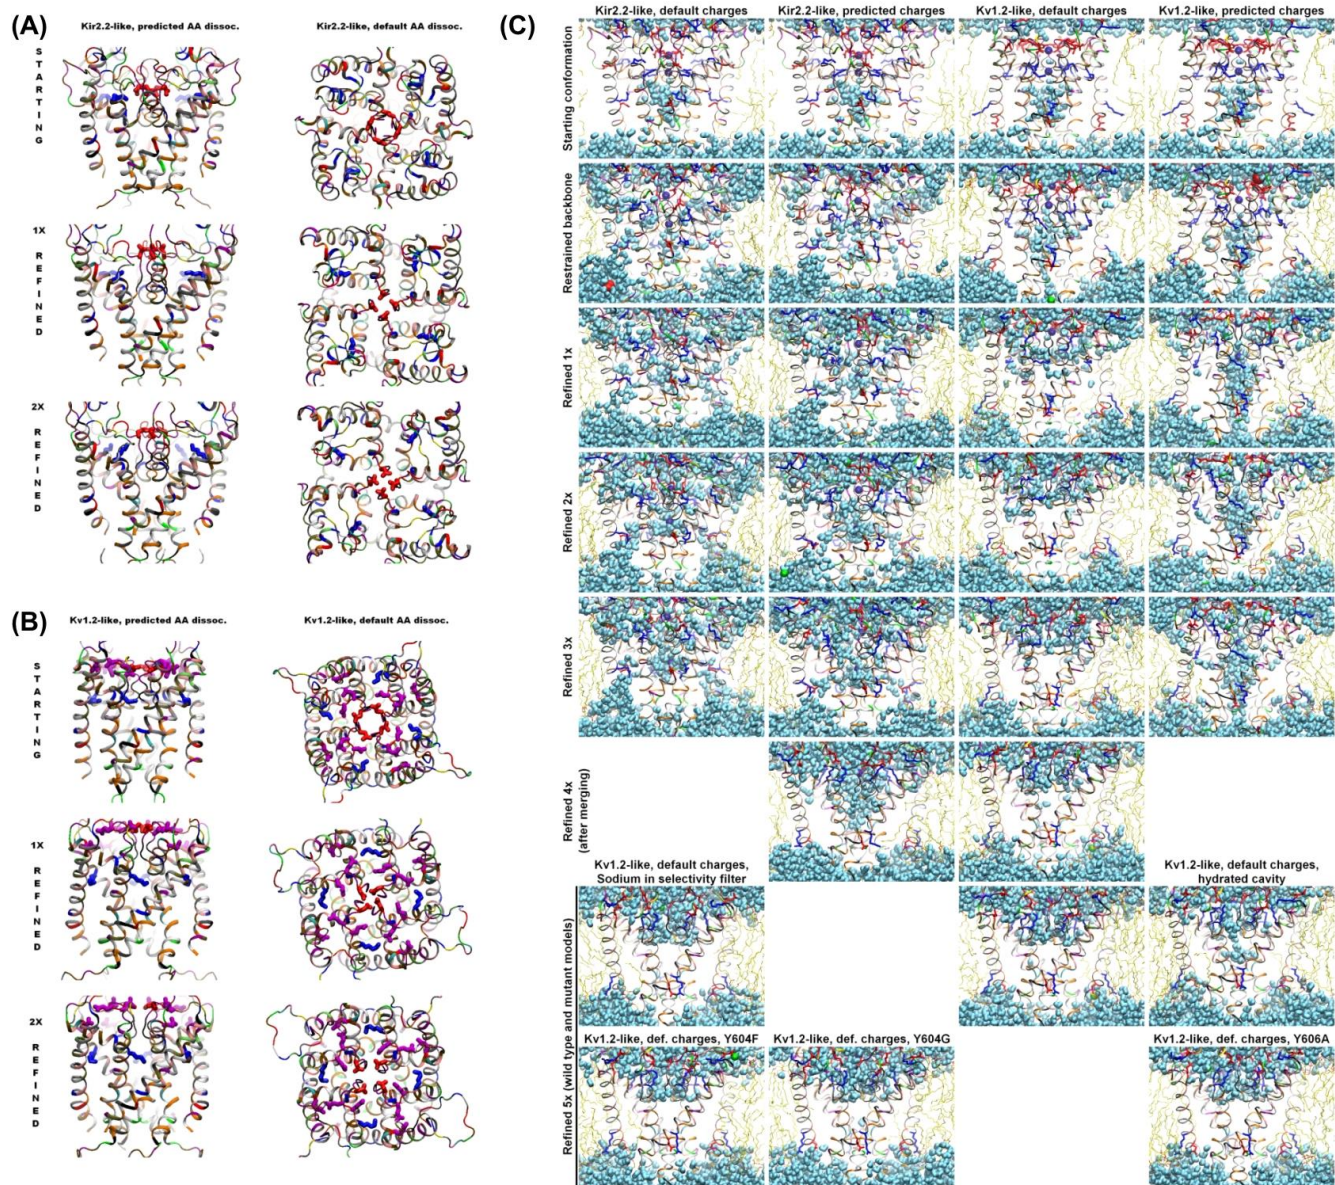 (A)
Kir2.2-like, predicted AA dissoc.
Kir2.2-like, default AA dissoc.
STARTING
1X REFINED
2X REFINED
(B)
Kv1.2-like, predicted AA dissoc.
Kv1.2-like, default AA dissoc.
STARTING
1X REFINED
2X REFINED
(C)
Kir2.2-like, default charges
Kir2.2-like, predicted charges
Kv1.2-like, default charges
Kv1.2-like, predicted charges
Starting conformation
Restrained backbone
Refined 1x
Refined 2x
Refined 3x
Refined 4x
(after merging)
Refined 5x (wild type and mutant models)
Kv1.2-like, default charges,
Sodium in selectivity filter
Kv1.2-like, default charges,
hydrated cavity
Kv1.2-like, def. charges, Y604F
Kv1.2-like, def. charges, Y604G
Kv1.2-like, def. charges, Y606A